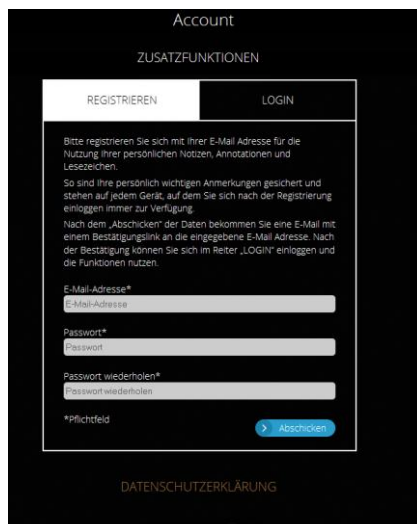 Account
ZUSATZFUNKTIONEN
REGISTRIEREN
LOGIN
Bitte registrieren Sie sich mit Ihrer E-Mail Adresse für die
Nutzung Ihrer persönlichen Notizen, Annotationen und
Lesezeichen.
So sind Ihre persönlich wichtigen Anmerkungen gesichert und
stehen auf jedem Gerät, auf dem Sie sich nach der Registrierung
einloggen immer zur Verfügung.
Nach dem „Abschicken" der Daten bekommen Sie eine E-Mail mit
einem Bestätigungslink an die eingegebene E-Mail Adresse. Nach
der Bestätigung können Sie sich im Reiter „LOGIN" einloggen und
die Funktionen nutzen.
E-Mail-Adresse*
E-Mail-Adresse
Passwort*
Passwort
Passwort wiederholen*
Passwort wiederholen
*Pflichtfeld
Abschicken
DATENSCHUTZERKLÄRUNG